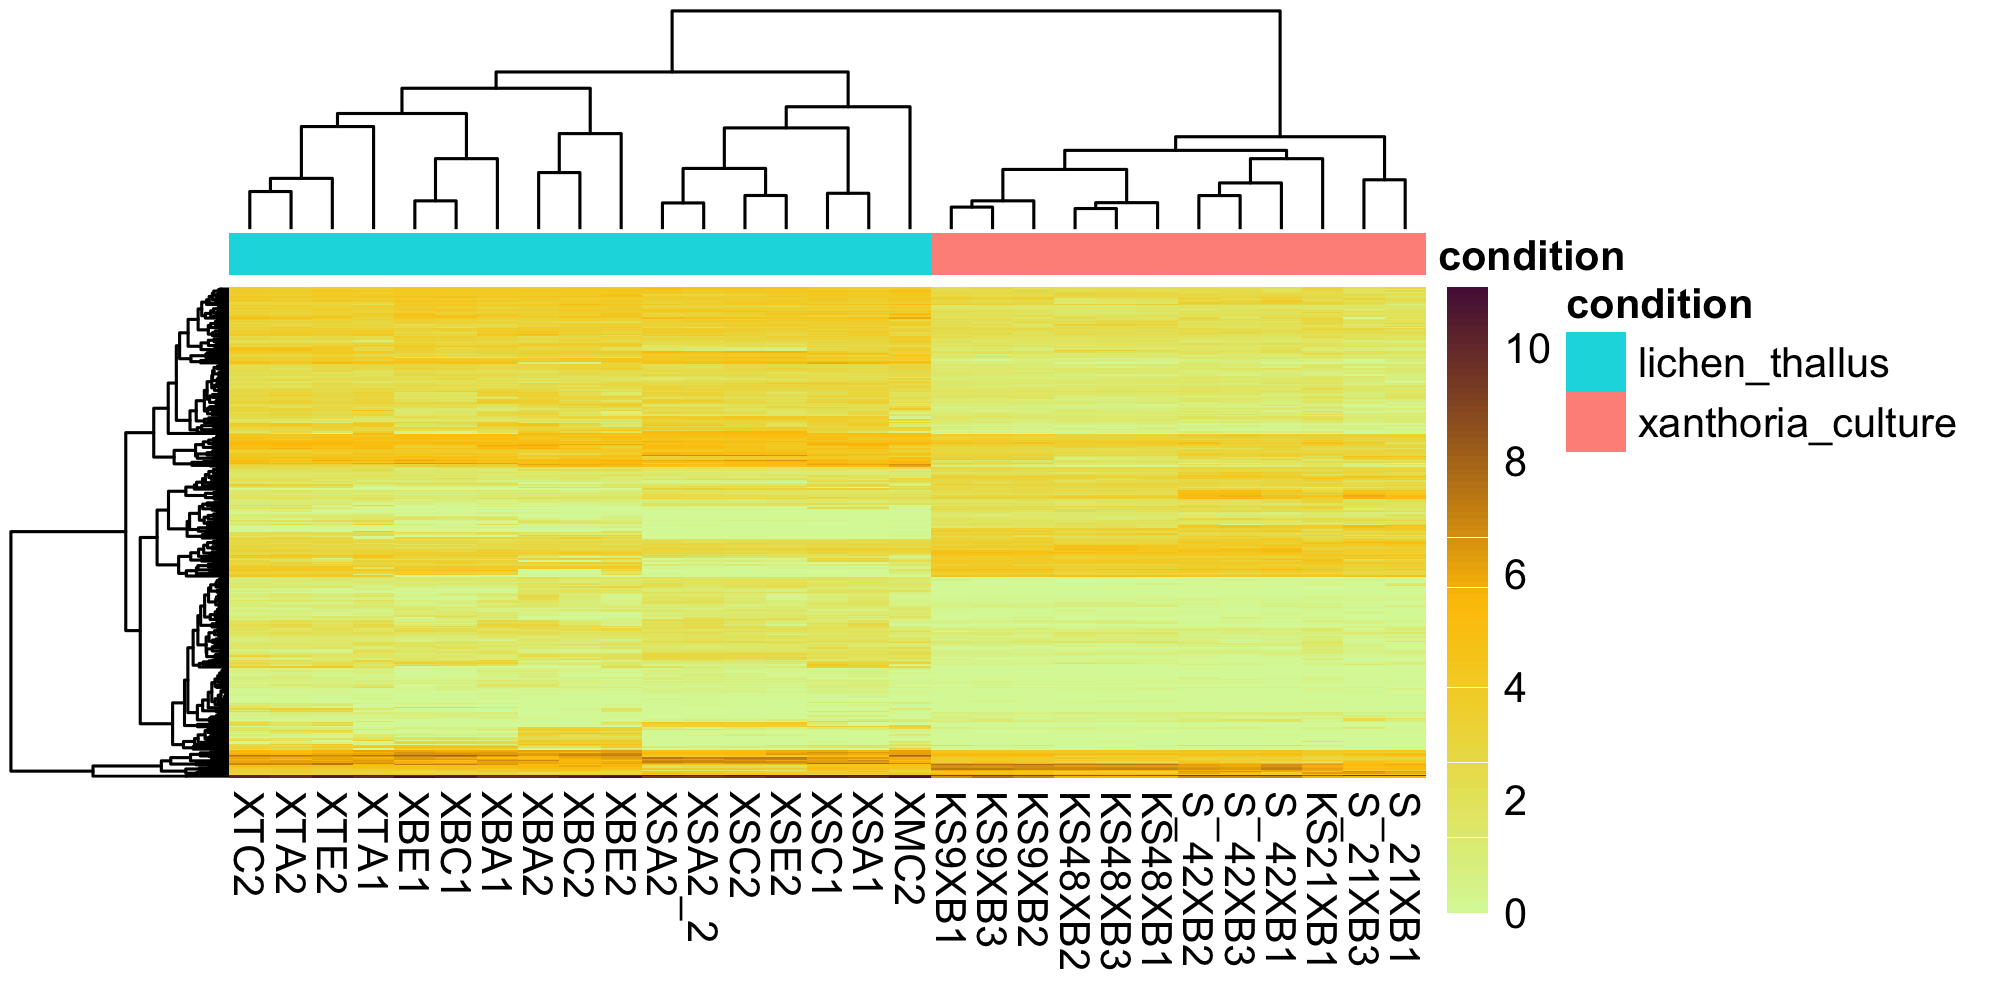 condition
condition
lichen_thallus
xanthoria_culture
10
8
6
4
2
0
XTC2
XTA2
XTE2
XTA1
XBE1
XBC1
XBA1
XBA2
XBC2
XBE2
XSA2
XSA2_2
XSC2
XSE2
XSC1
XSA1
XMC2
KS9XB1
KS9XB3
KS9XB2
KS48XB2
KS48XB3
KS48XB1
S_42XB2
S_42XB3
S_42XB1
KS21XB1
S_21XB3
S_21XB1